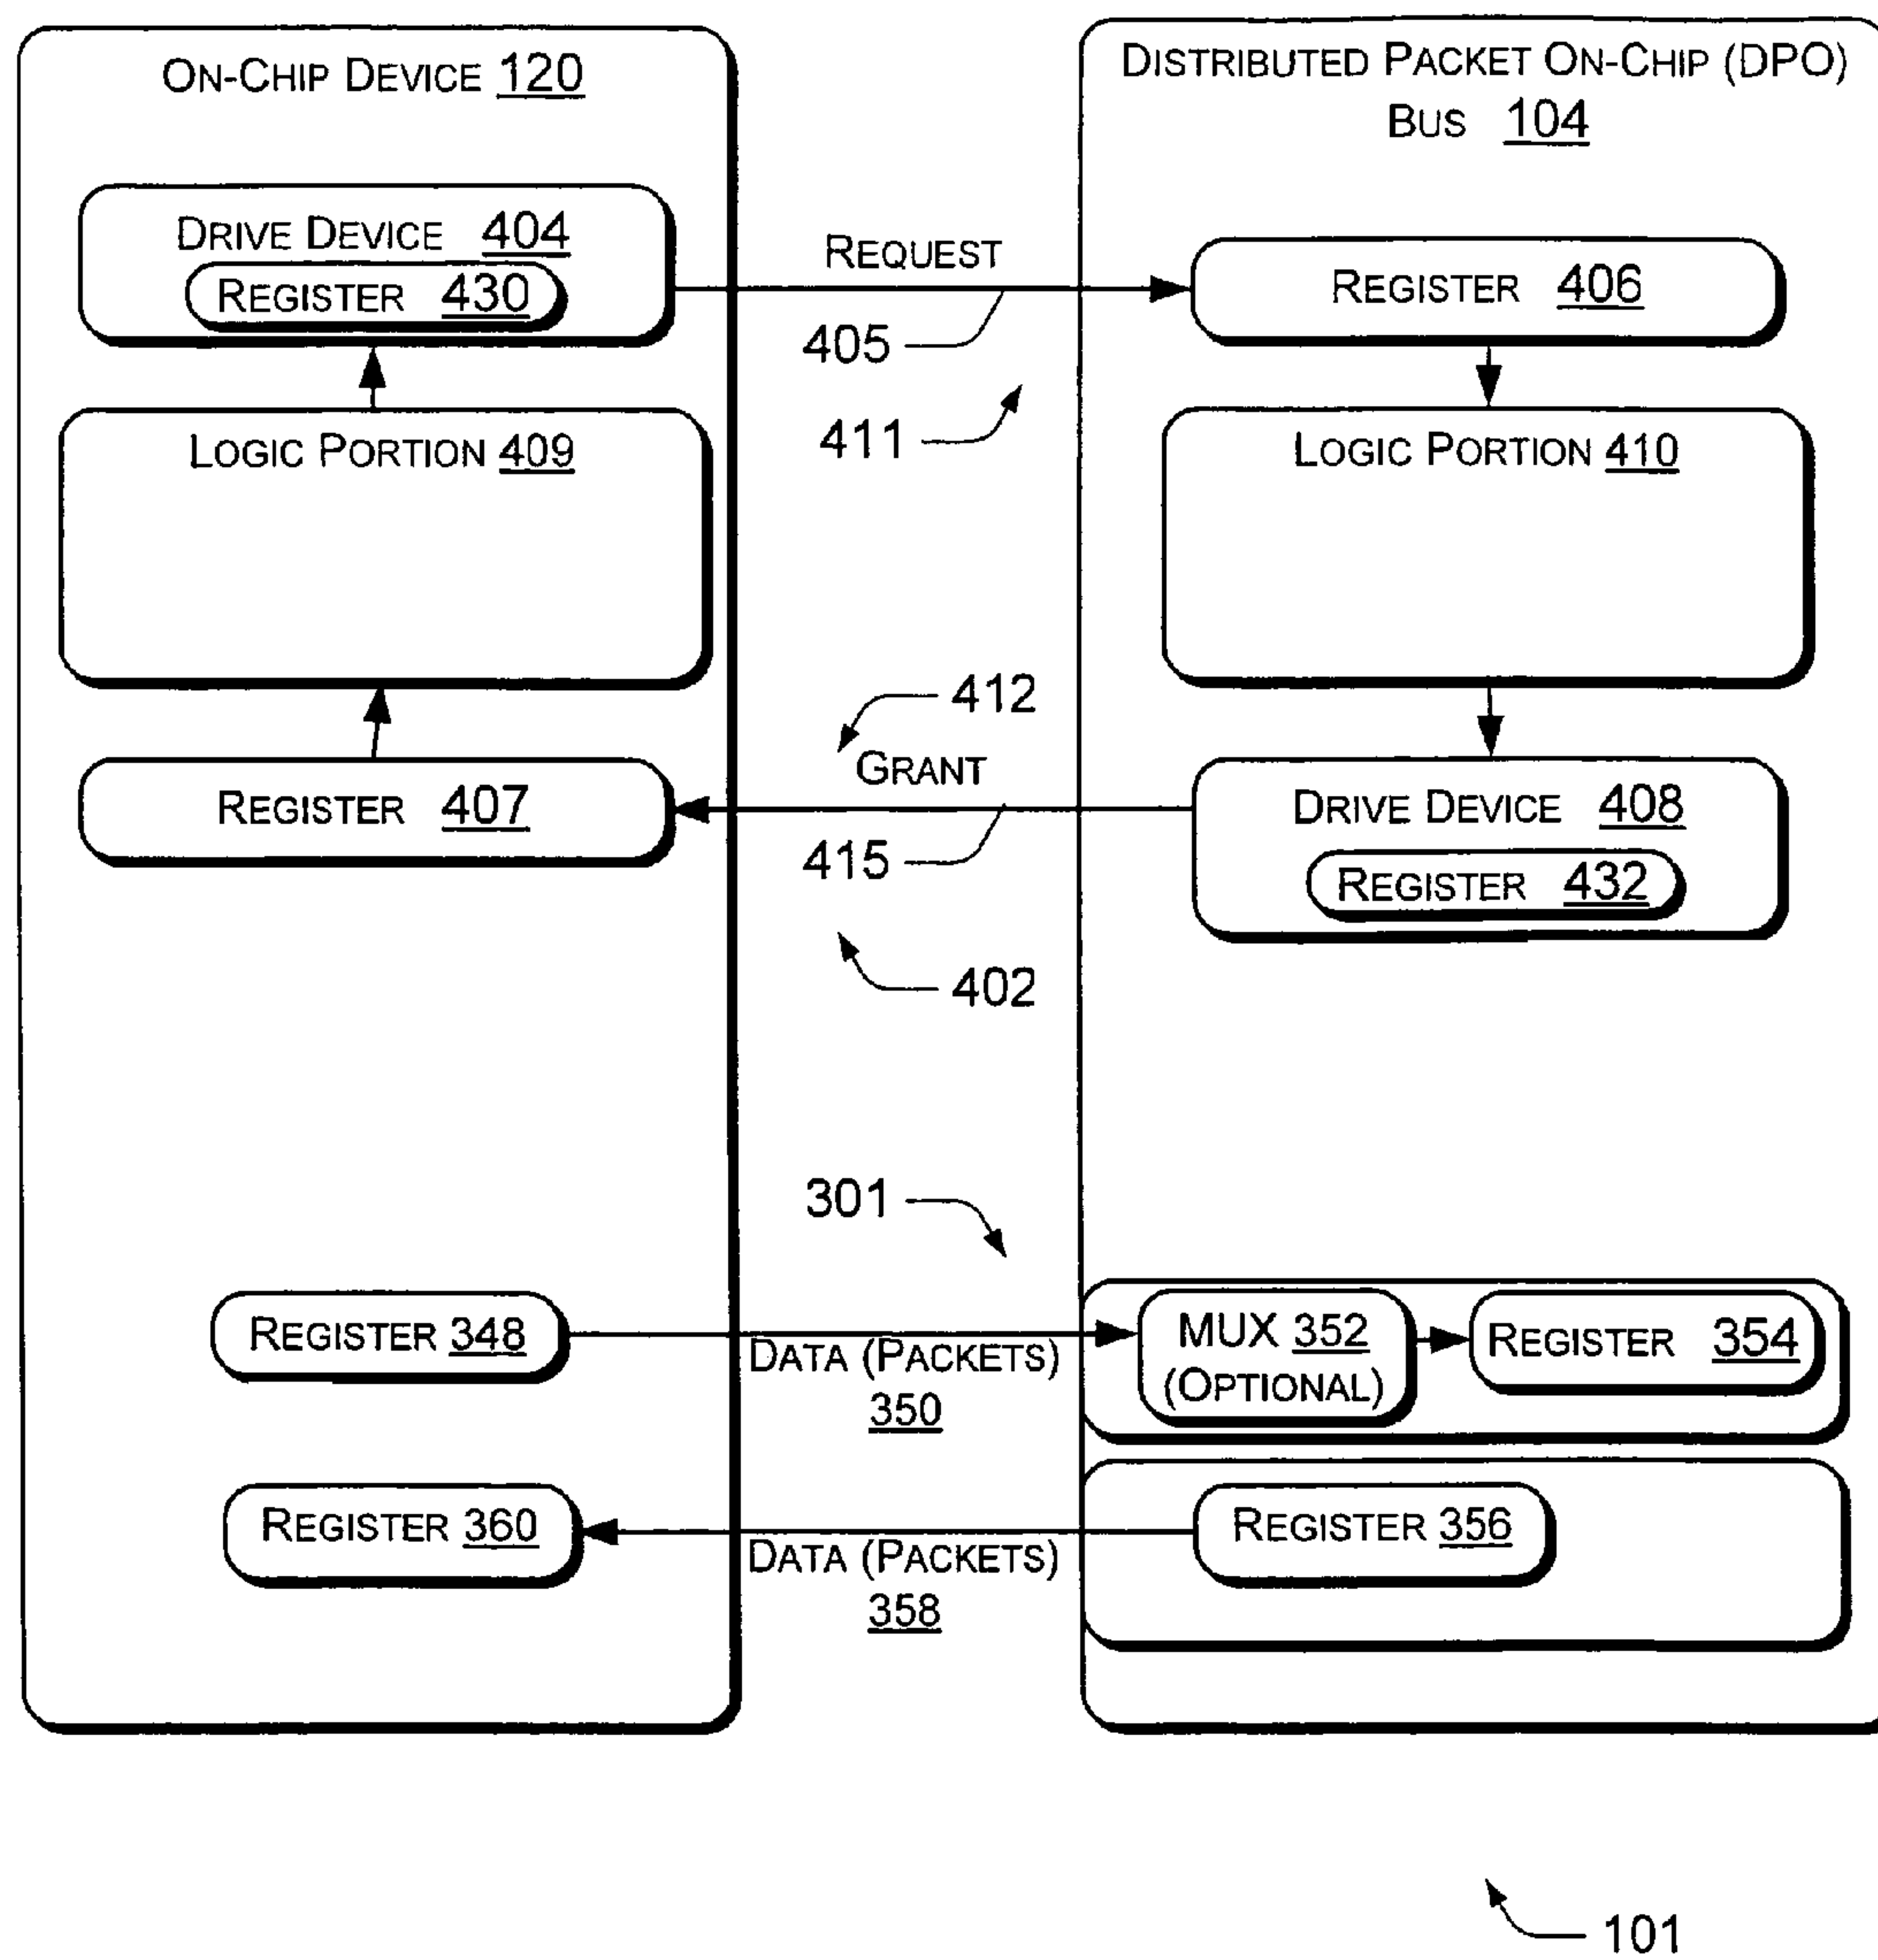 ON-CHIP DEVICE 120
DISTRIBUTED PACKET ON-CHIP (DPO)
BUS 104
DRIVE DEVICE 404
REGISTER 430
REQUEST
405
REGISTER 406
411
LOGIC PORTION 409
LOGIC PORTION 410
412
GRANT
REGISTER 407
415
DRIVE DEVICE 408
REGISTER 432
402
301
REGISTER 348
DATA (PACKETS)
350
MUX 352
(OPTIONAL)
REGISTER 354
REGISTER 360
DATA (PACKETS)
358
REGISTER 356
101